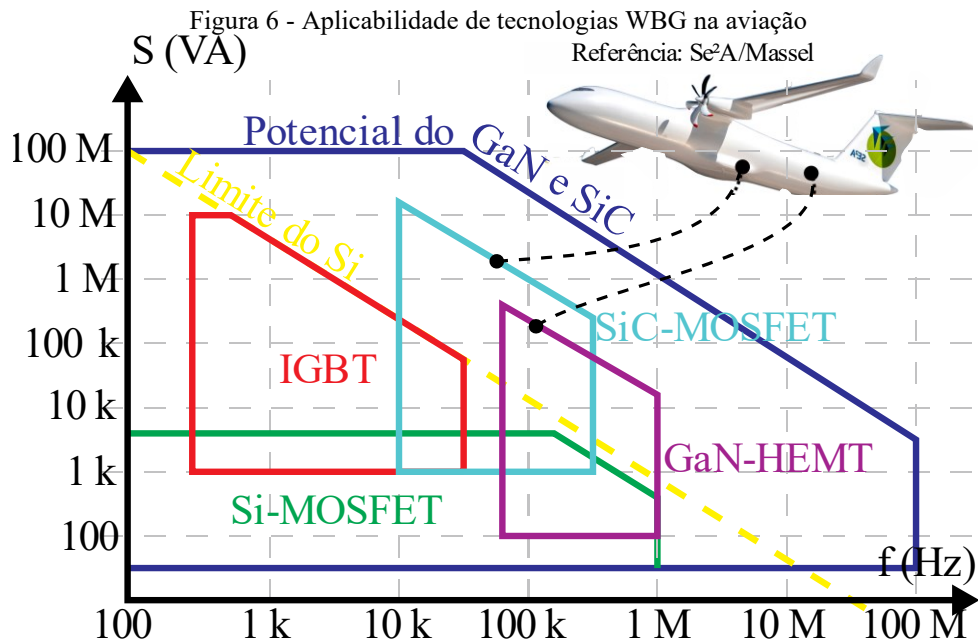 Figura 6 - Aplicabilidade de tecnologias WBG na aviação
Referência: Se²A/Massel
S (VA)
Potencial do GaN e SiC
Limite do Si
100 M
10 M
1 M
100 k
10 k
1 k
100
IGBT
SiC-MOSFET
GaN-HEMT
Si-MOSFET
f (Hz)
100 1 k 10 k 100 k 1 M 10 M 100 M